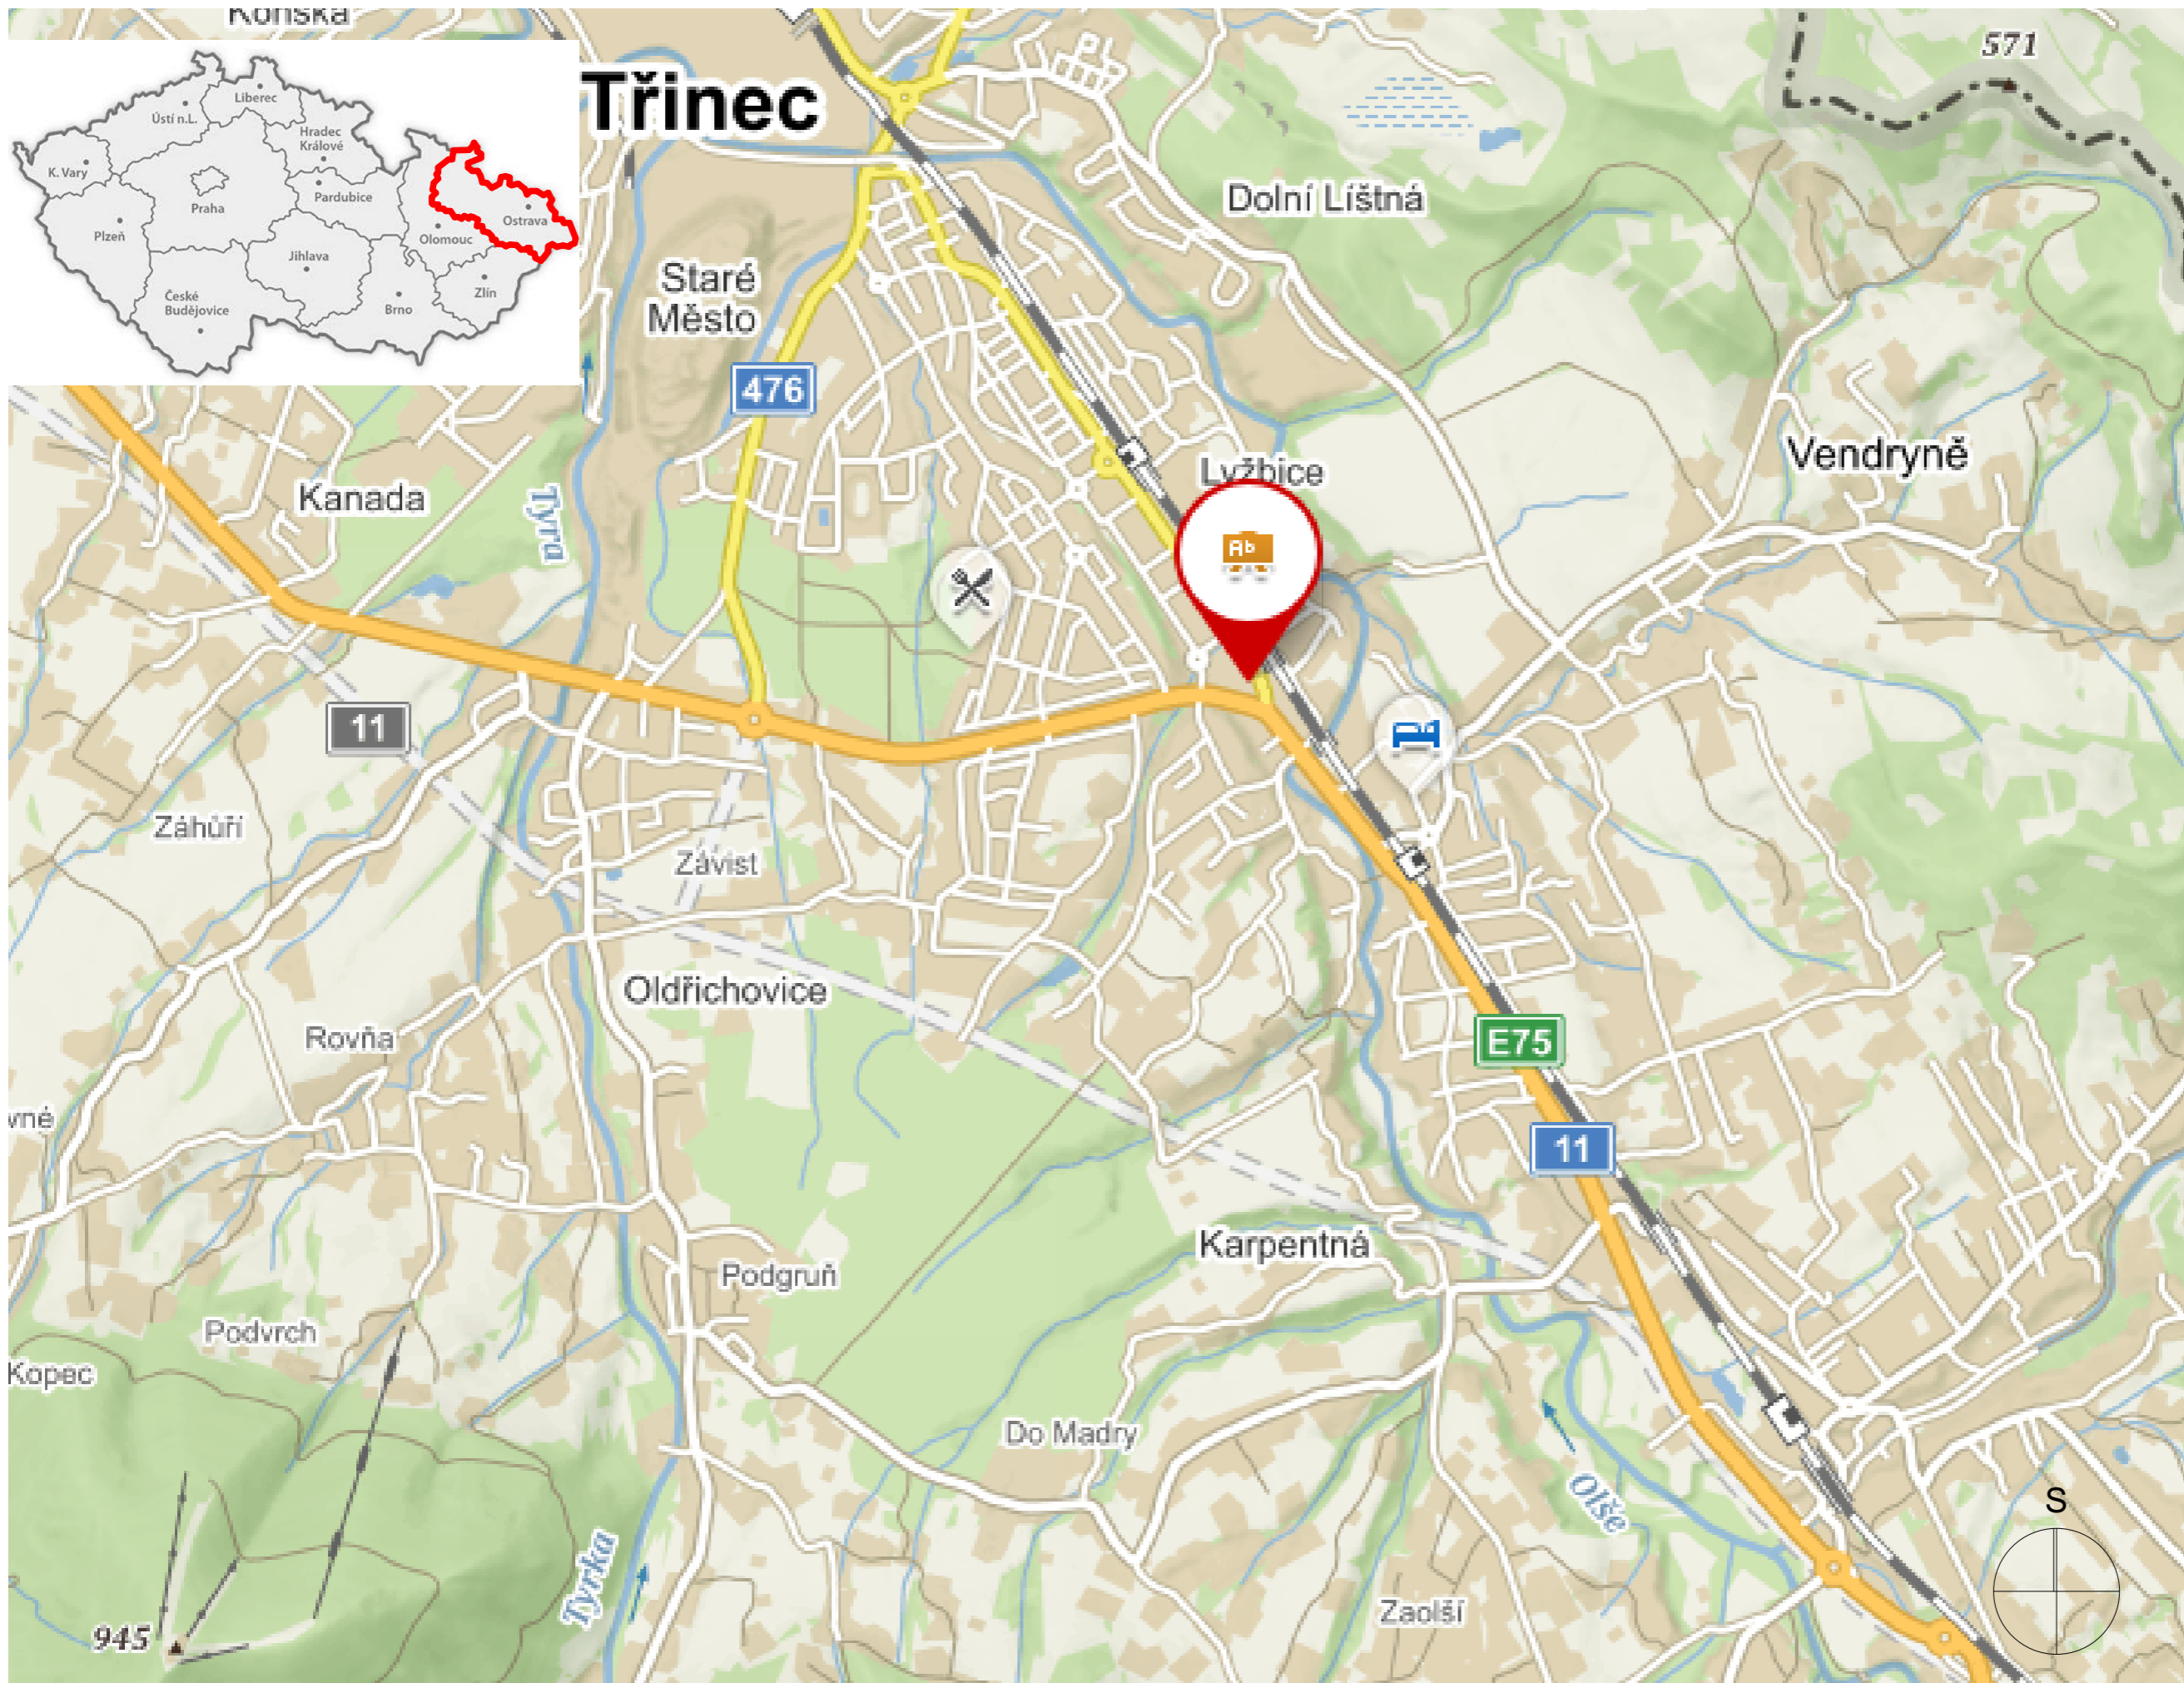 Konská
571
Třinec
Liberec
Ústí n.L.
Hradec
Králové
K. Vary
Pardubice
Praha
Ostrava
Plzeň
Olomouc
Jihlava
Zlín
České
Budějovice
Brno
Dolní Líštná
Staré
Město
476
Vendryně
Lyžbice
Kanada
Tyra
Ab
11
Záhůří
Závist
Oldřichovice
Rovňa
E75
vné
11
Karpentná
Podgruň
Podvrch
Kopec
Do Madry
Olše
S
Tyrka
Zaolší
945